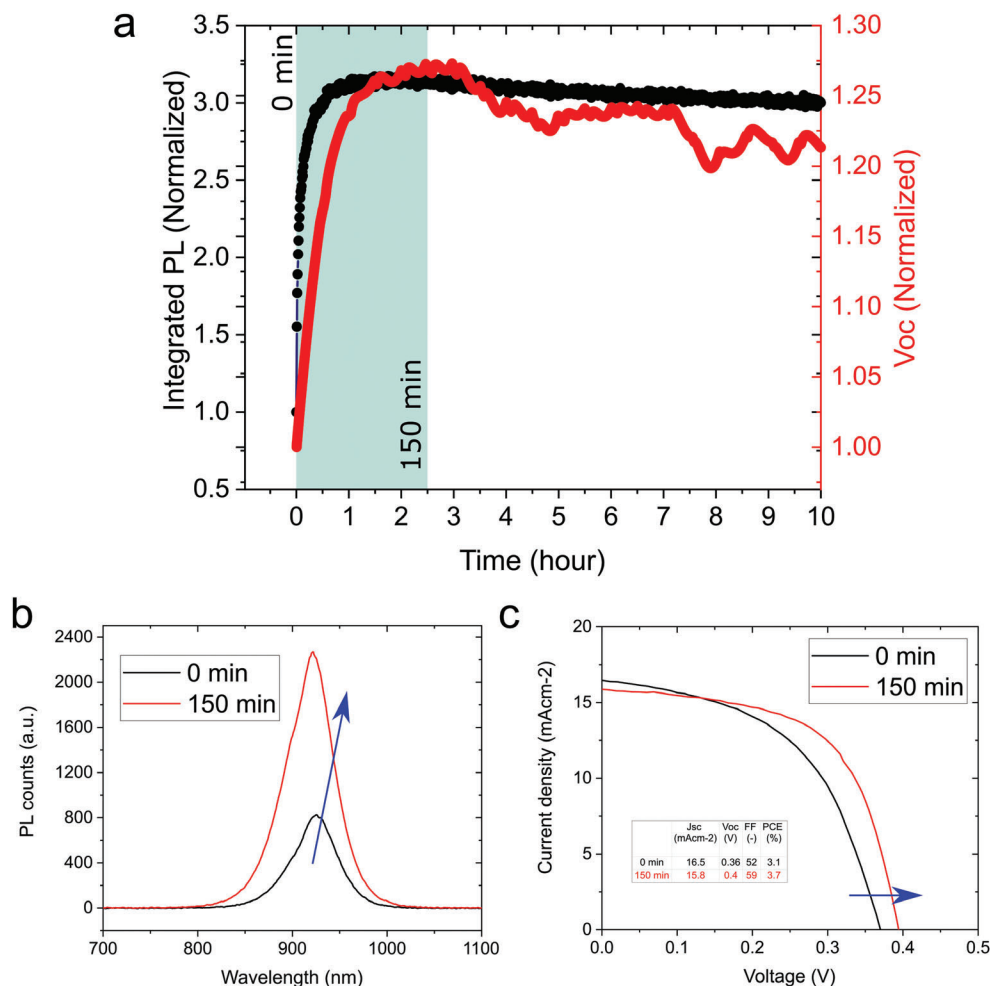 a
Integrated PL (Normalized)
3.5
3.0
2.5
2.0
1.5
1.0
0.5
0 min
150 min
1.30
1.25
1.20
1.15
1.10
1.05
1.00
Voc (Normalized)
0 1 2 3 4 5 6 7 8 9 10
Time (hour)
b
PL counts (a.u.)
2400
2100
1800
1500
1200
800
400
0
0 min
150 min
700 800 900 1000 1100
Wavelength (nm)
c
Current density (mAcm-2)
20
15
10
5
0
0 min
150 min
Jsc Voc FF PCE
(mAcm-2) (V) (-) (%)
0 min 16.5 0.36 52 3.1
150 min 15.8 0.4 59 3.7
0.0 0.1 0.2 0.3 0.4 0.5
Voltage (V)